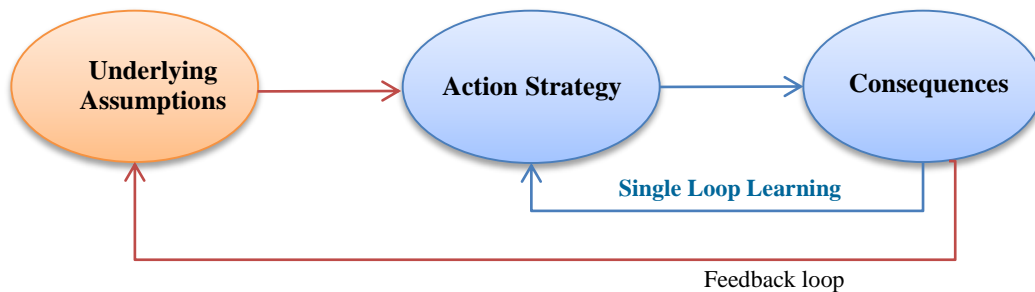 Underlying
Assumptions
Action Strategy
Consequences
Single Loop Learning
Feedback loop